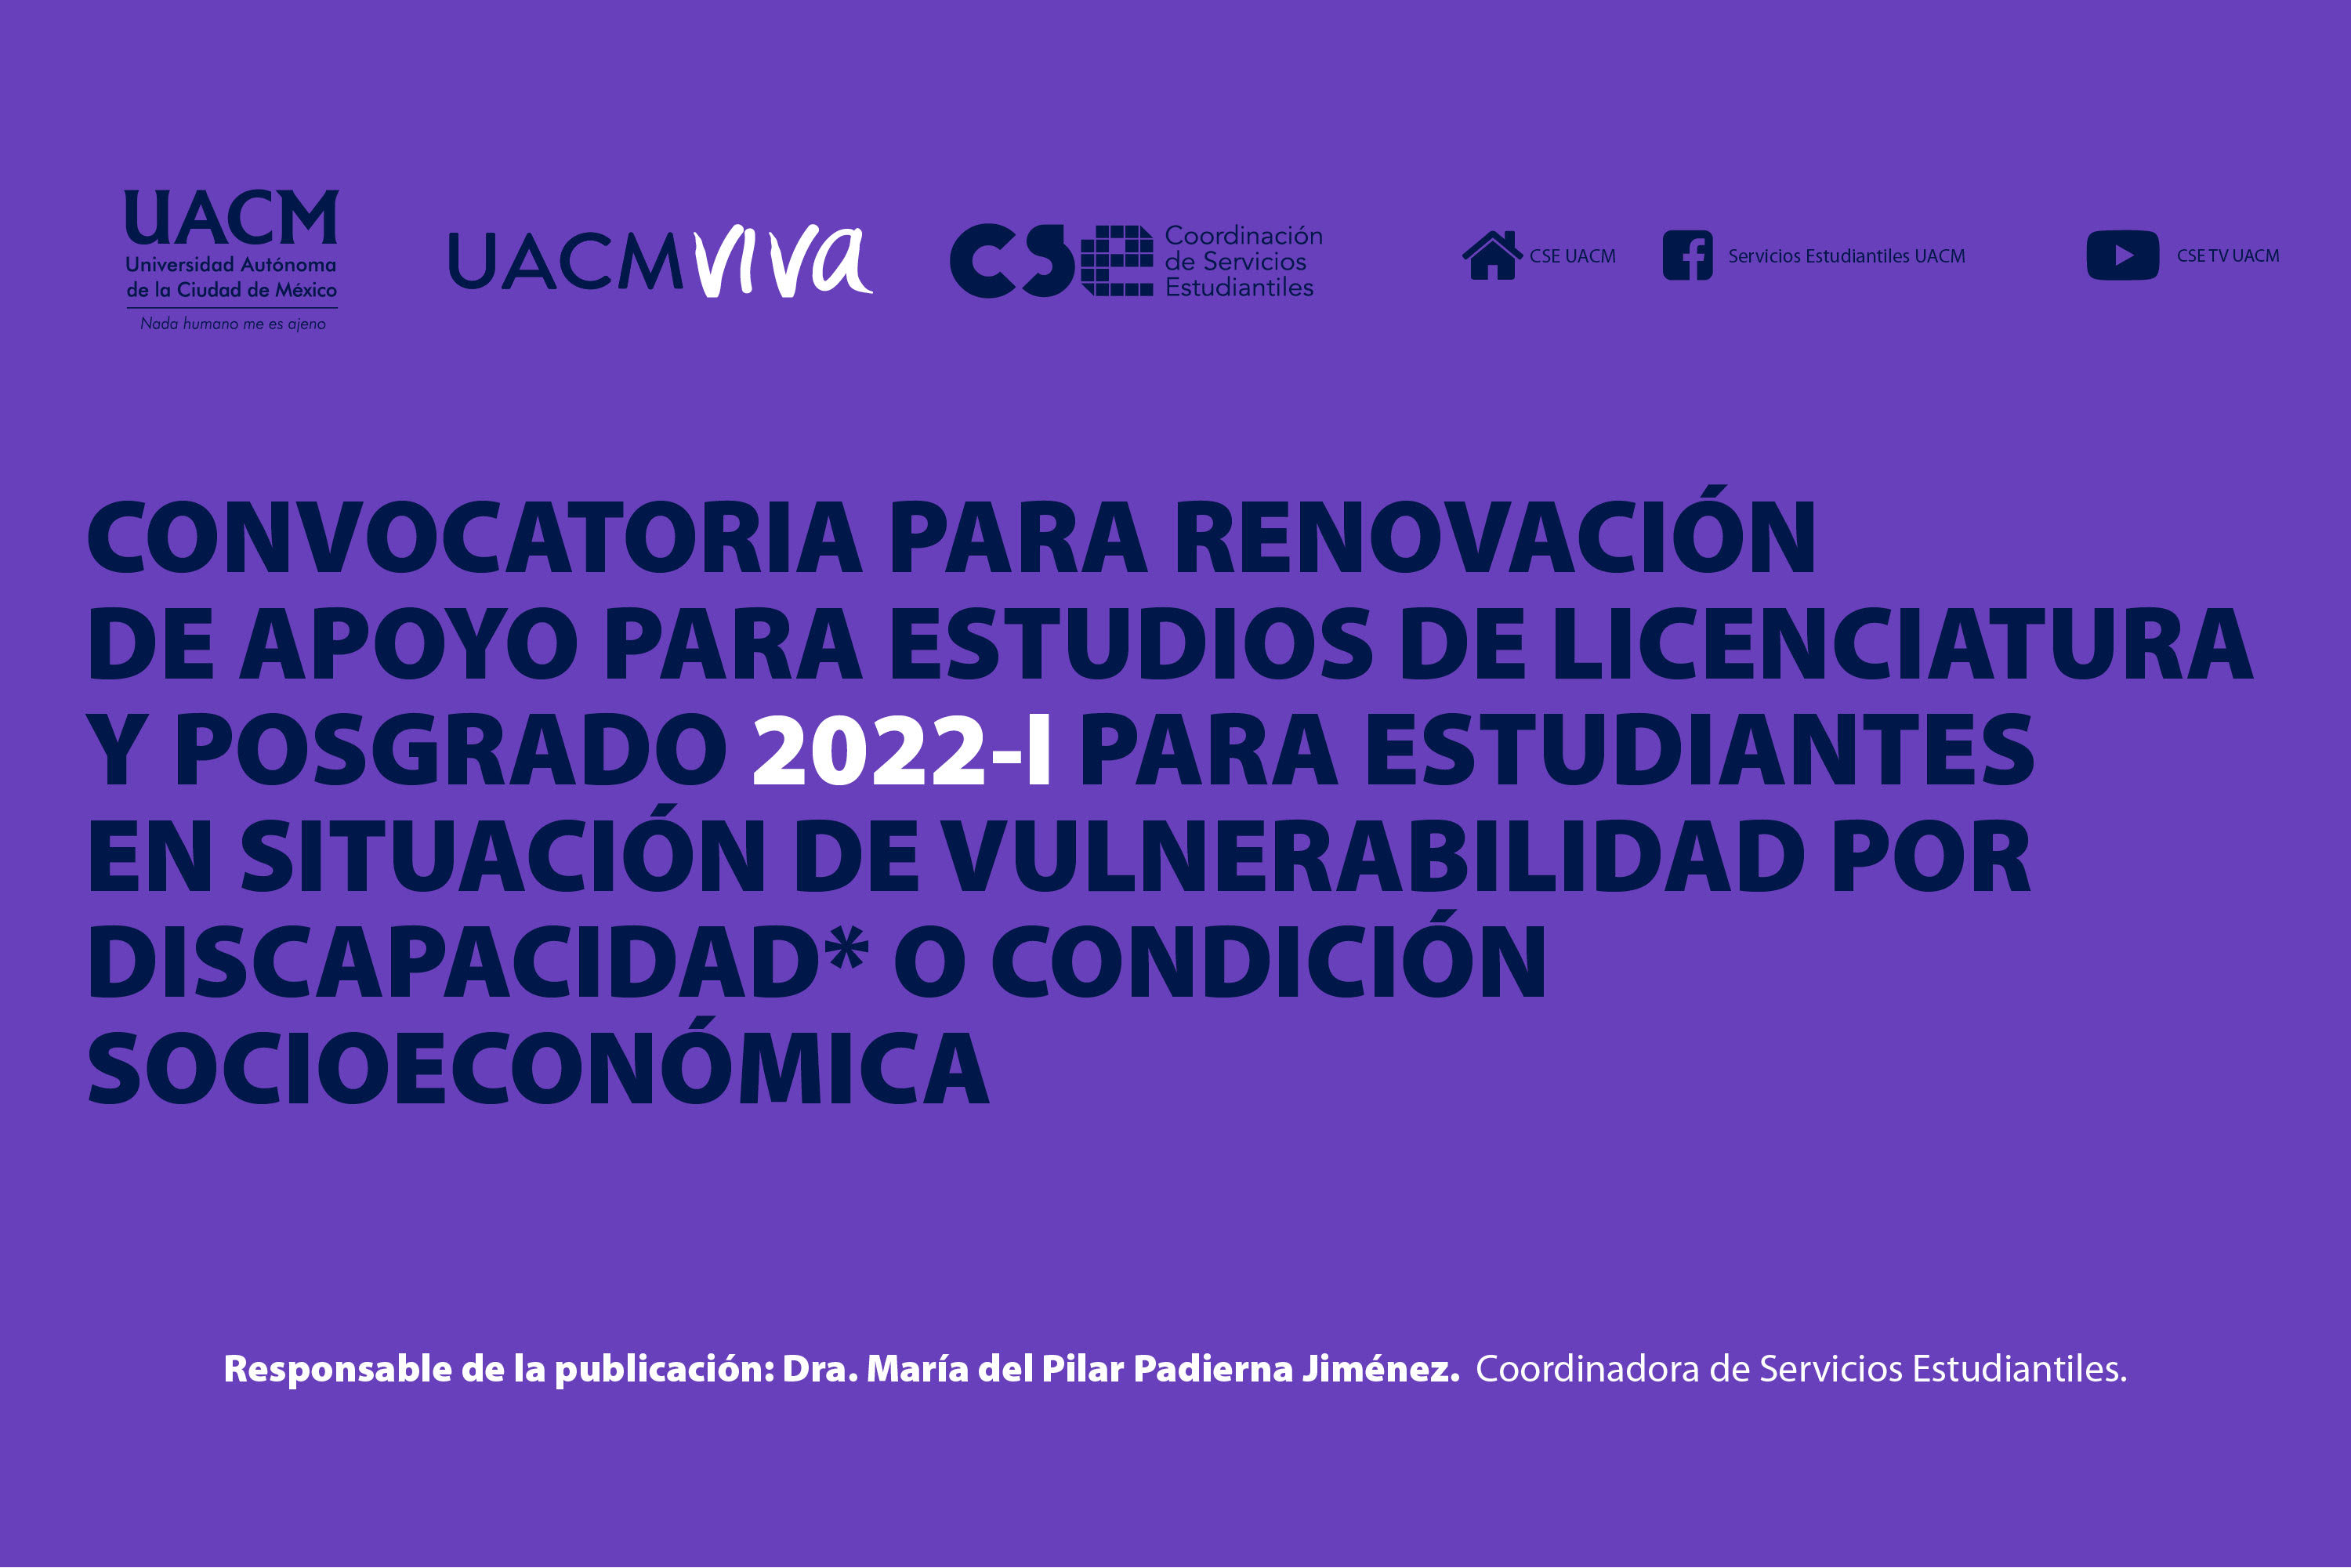 UACM
Universidad Autónoma
de la Ciudad de México
Nada humano me es ajeno
UACM viva
cse
Coordinación
de Servicios
Estudiantiles
CSE UACM
Servicios Estudiantiles UACM
CSE TV UACM
CONVOCATORIA PARA RENOVACIÓN
DE APOYO PARA ESTUDIOS DE LICENCIATURA
Y POSGRADO 2022-I PARA ESTUDIANTES
EN SITUACIÓN DE VULNERABILIDAD POR
DISCAPACIDAD* O CONDICIÓN
SOCIOECONÓMICA
Responsable de la publicación: Dra. María del Pilar Padierna Jiménez. Coordinadora de Servicios Estudiantiles.